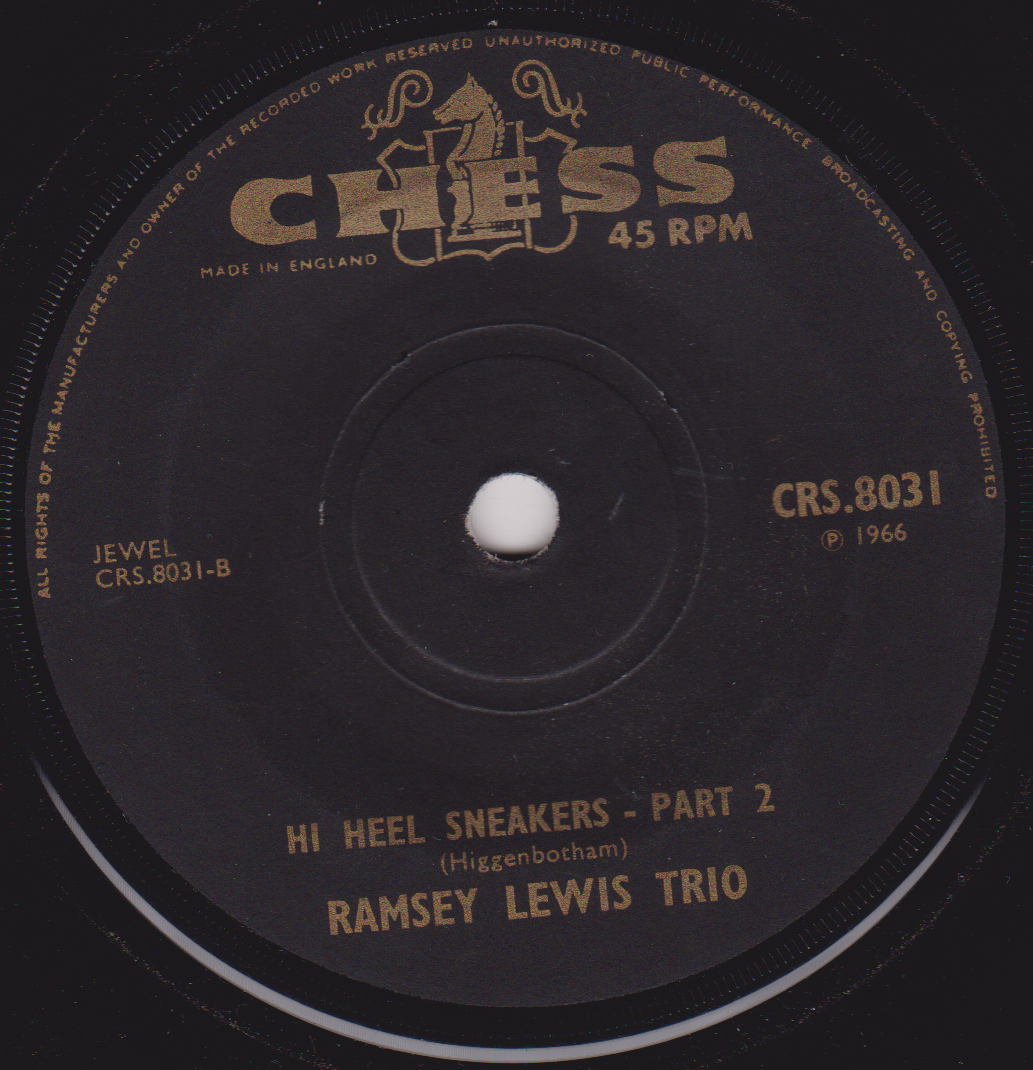 ALL RIGHTS OF THE MANUFACTURERS AND OWNER OF THE RECORDED WORK RESERVED UNAUTHORIZED PUBLIC PERFORMANCE BROADCASTING AND COPYING PROHIBITED
CHESS
45 RPM
MADE IN ENGLAND
CRS.8031
℗ 1966
JEWEL
CRS.8031-B
HI HEEL SNEAKERS - PART 2
(Higgenbotham)
RAMSEY LEWIS TRIO